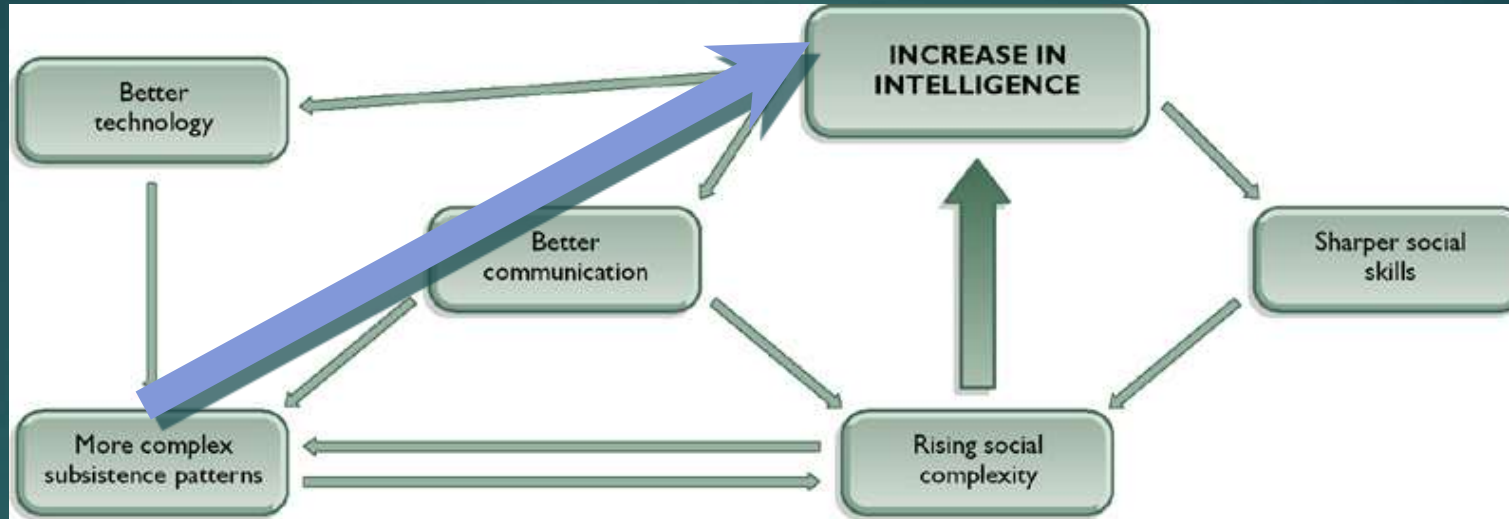 INCREASE IN
INTELLIGENCE
Better
technology
Better
communication
Sharper social
skills
More complex
subsistence patterns
Rising social
complexity